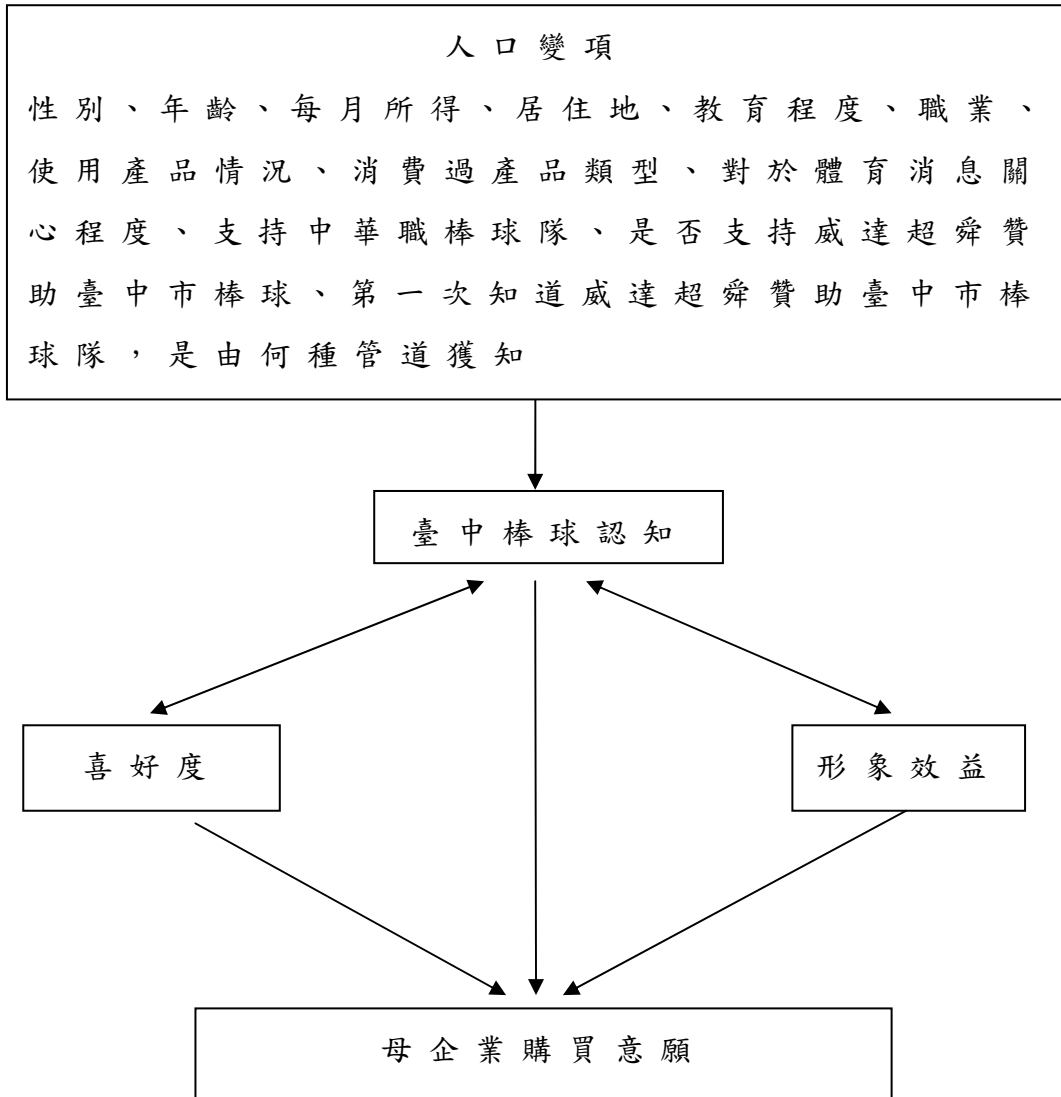 人口變項
性別、年齡、每月所得、居住地、教育程度、職業、
使用產品情況、消費過產品類型、對於體育消息關
心程度、支持中華職棒球隊、是否支持威達超舜贊
助臺中市棒球、第一次知道威達超舜贊助臺中市棒
球隊，是由何種管道獲知
臺中棒球認知
喜好度
形象效益
母企業購買意願